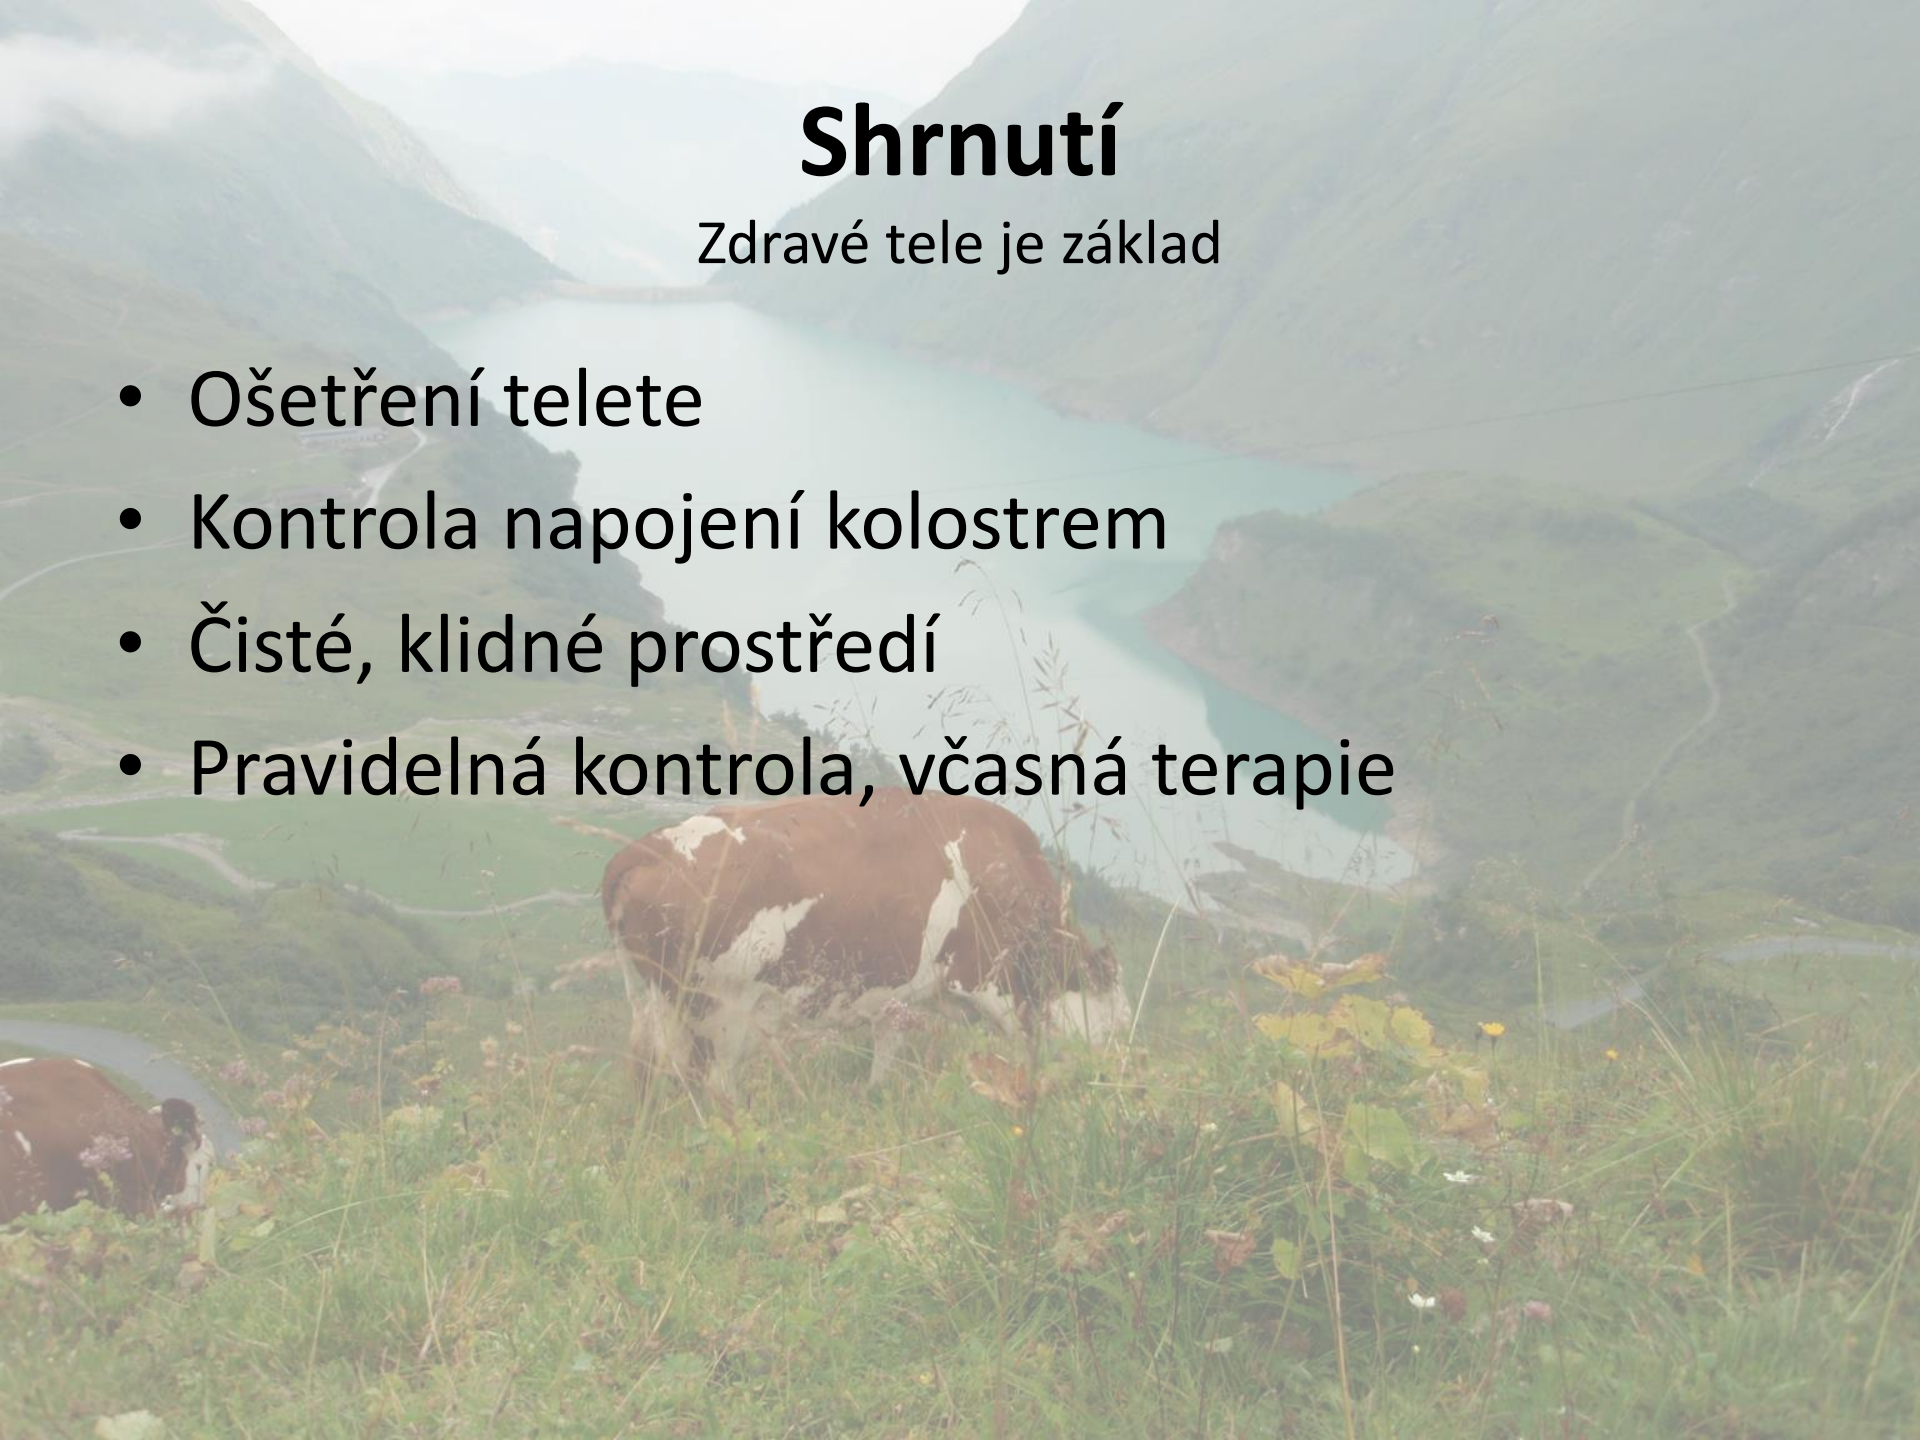 Shrnutí
Zdravé tele je základ
• Ošetření telete
• Kontrola napojení kolostrem
• Čisté, klidné prostředí
• Pravidelná kontrola, včasná terapie